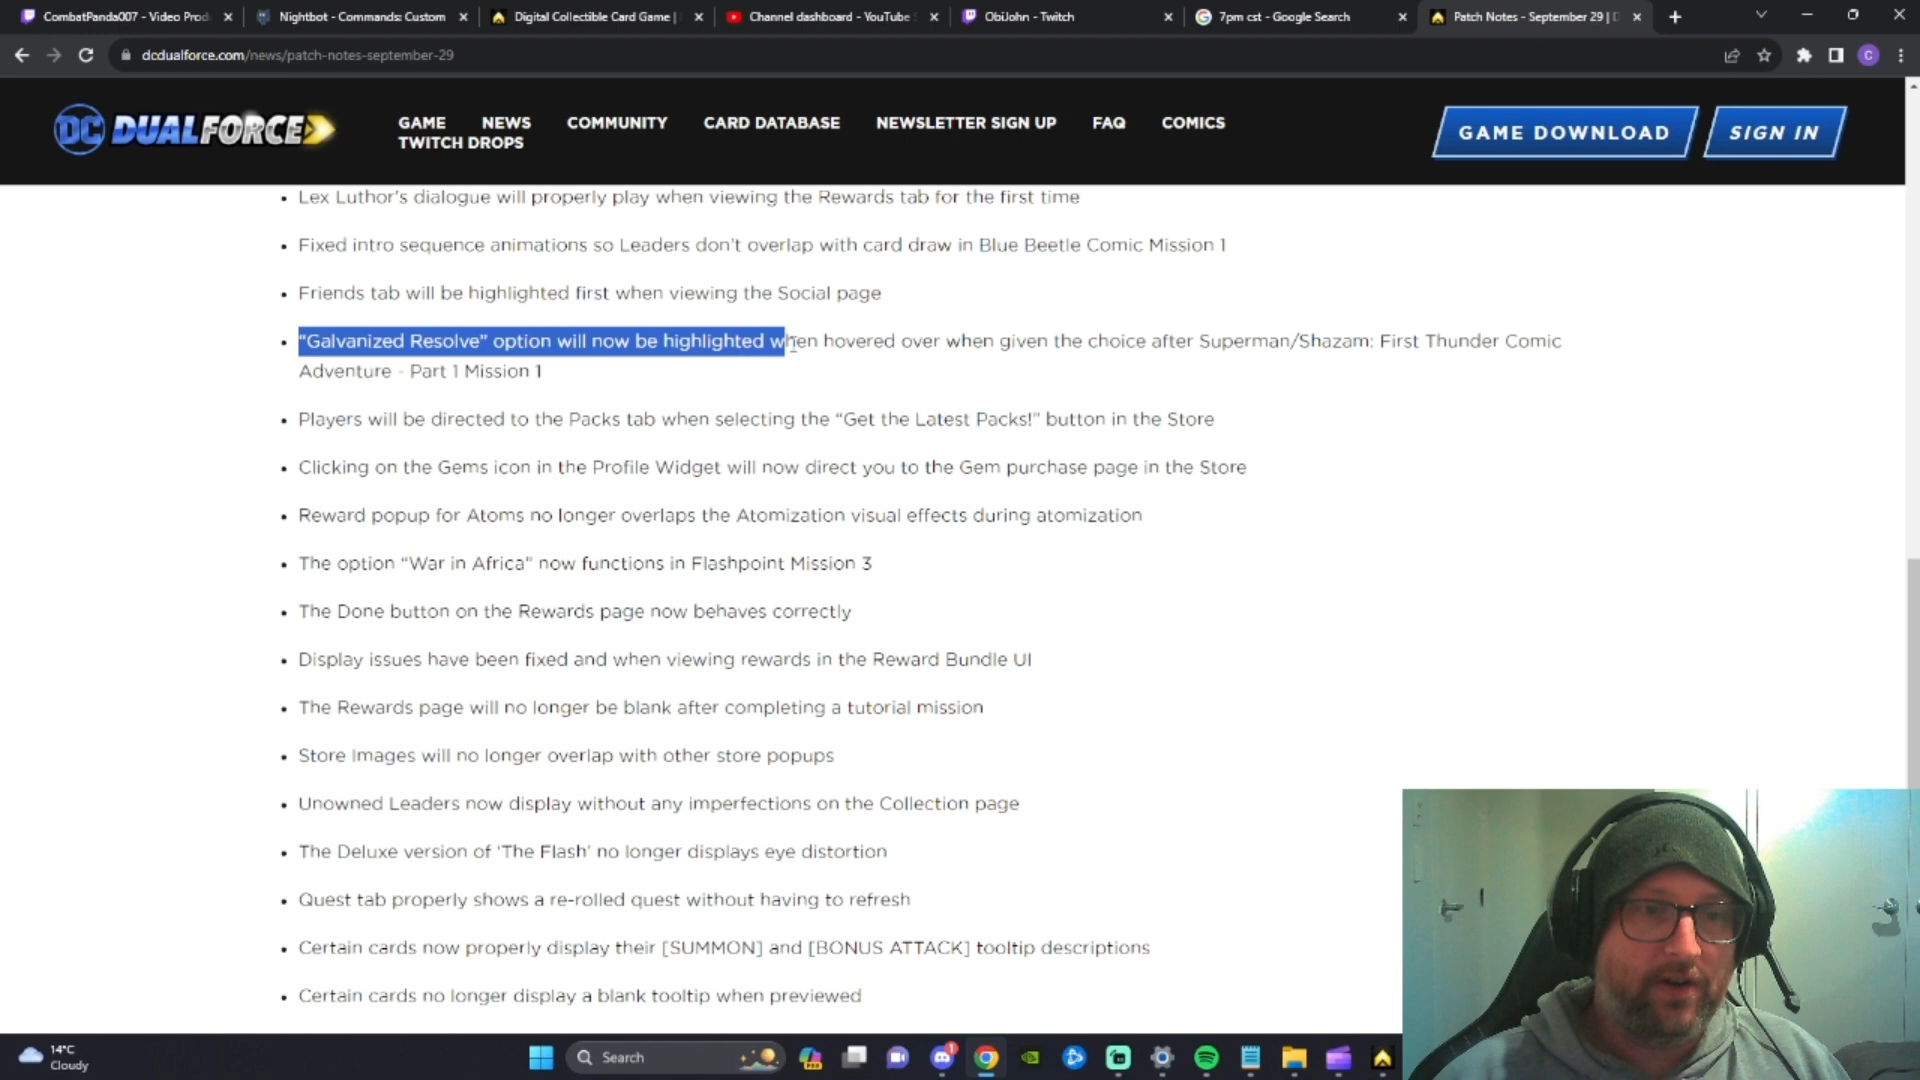 CombatPanda007 - Video Prod
Nightbot - Commands: Custom
Digital Collectible Card Game |
Channel dashboard - YouTube
ObiJohn - Twitch
7pm cst - Google Search
Patch Notes - September 29 | D
dcdualforce.com/news/patch-notes-september-29
C
DC DUALFORCE
GAME NEWS COMMUNITY CARD DATABASE NEWSLETTER SIGN UP FAQ COMICS
TWITCH DROPS
GAME DOWNLOAD
SIGN IN
• Lex Luthor's dialogue will properly play when viewing the Rewards tab for the first time
• Fixed intro sequence animations so Leaders don't overlap with card draw in Blue Beetle Comic Mission 1
• Friends tab will be highlighted first when viewing the Social page
• “Galvanized Resolve” option will now be highlighted when hovered over when given the choice after Superman/Shazam: First Thunder Comic
Adventure - Part 1 Mission 1
• Players will be directed to the Packs tab when selecting the “Get the Latest Packs!” button in the Store
• Clicking on the Gems icon in the Profile Widget will now direct you to the Gem purchase page in the Store
• Reward popup for Atoms no longer overlaps the Atomization visual effects during atomization
• The option “War in Africa” now functions in Flashpoint Mission 3
• The Done button on the Rewards page now behaves correctly
• Display issues have been fixed and when viewing rewards in the Reward Bundle UI
• The Rewards page will no longer be blank after completing a tutorial mission
• Store Images will no longer overlap with other store popups
• Unowned Leaders now display without any imperfections on the Collection page
• The Deluxe version of ‘The Flash’ no longer displays eye distortion
• Quest tab properly shows a re-rolled quest without having to refresh
• Certain cards now properly display their [SUMMON] and [BONUS ATTACK] tooltip descriptions
• Certain cards no longer display a blank tooltip when previewed
14°C
Cloudy
Search
1